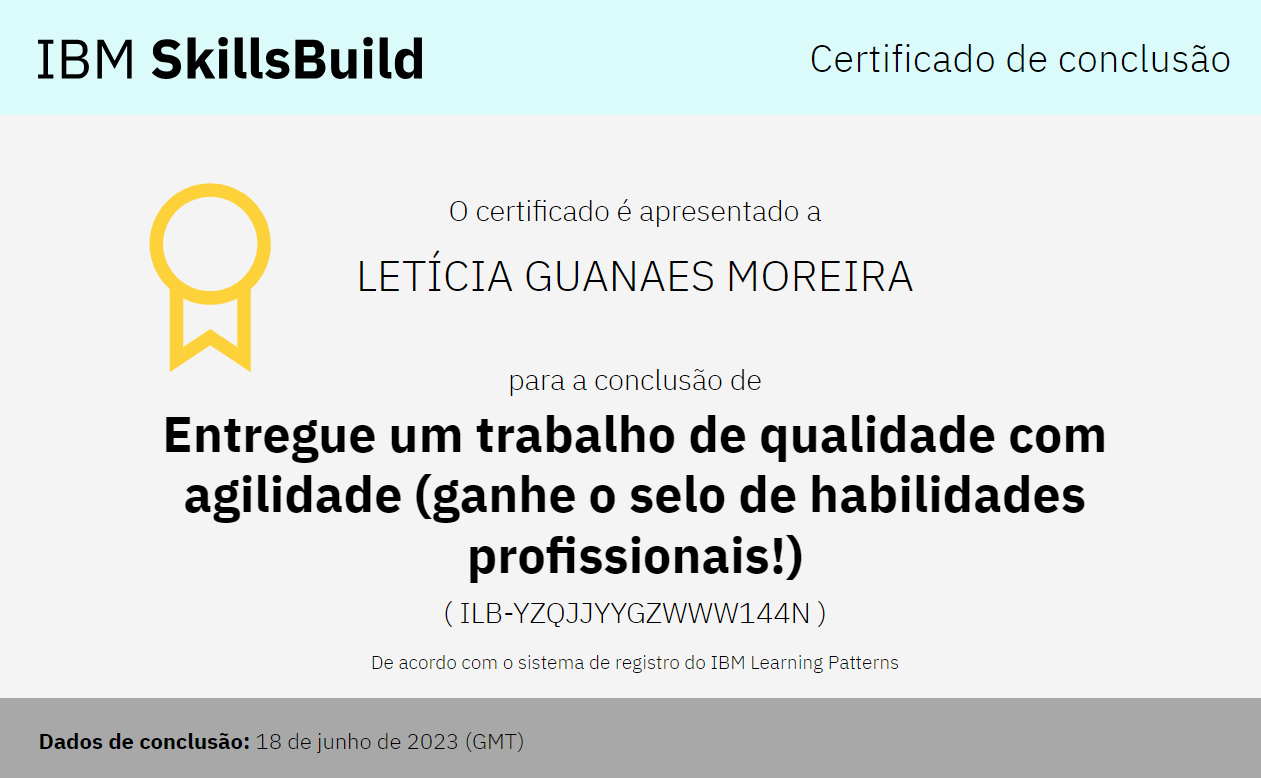 IBM SkillsBuild
Certificado de conclusão
O certificado é apresentado a
LETÍCIA GUANAES MOREIRA
para a conclusão de
Entregue um trabalho de qualidade com
agilidade (ganhe o selo de habilidades
profissionais!)
( ILB-YZQJJYYGZWWW144N )
De acordo com o sistema de registro do IBM Learning Patterns
Dados de conclusão: 18 de junho de 2023 (GMT)